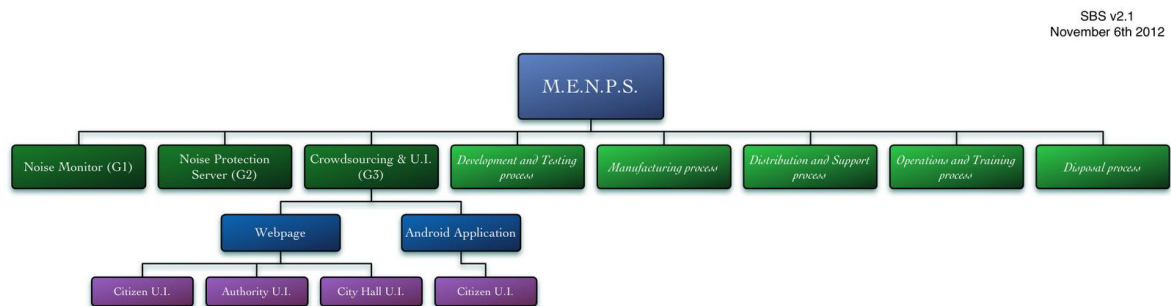 SBS v2.1
November 6th 2012
M.E.N.P.S.
Noise Monitor (G1)
Noise Protection
Server (G2)
Crowdsourcing & U.I.
(G3)
Development and Testing
process
Manufacturing process
Distribution and Support
process
Operations and Training
process
Disposal process
Webpage
Android Application
Citizen U.I.
Authority U.I.
City Hall U.I.
Citizen U.I.